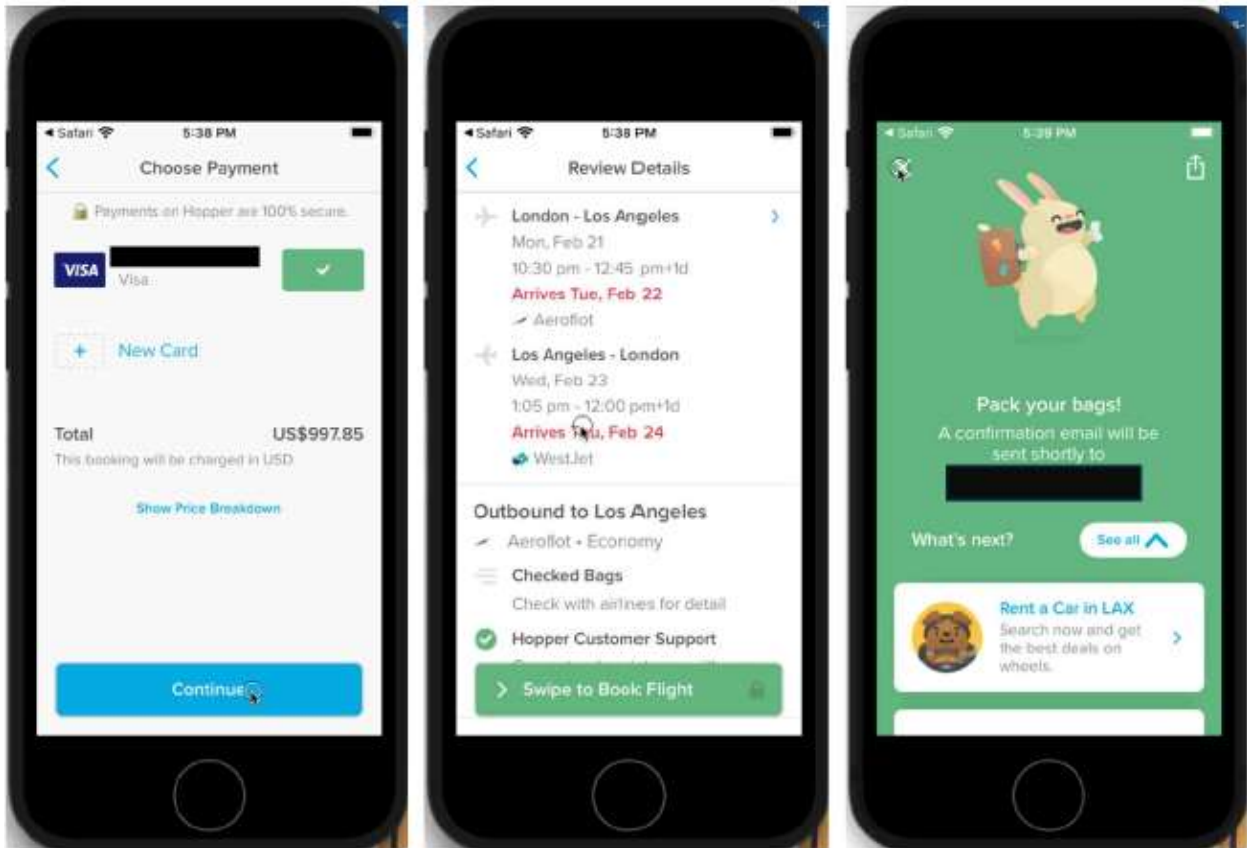 Safari
5:38 PM
Choose Payment
Payments on Hopper are 100% secure.
VISA
Visa
+ New Card
Total US$997.85
This booking will be charged in USD
Show Price Breakdown
Continue
Safari
5:38 PM
Review Details
London - Los Angeles
Mon, Feb 21
10:30 pm - 12:45 pm+1d
Arrives Tue, Feb 22
Aeroflot
Los Angeles - London
Wed, Feb 23
1:05 pm - 12:00 pm+1d
Arrives Feb 24
WestJet
Outbound to Los Angeles
Aeroflot • Economy
Checked Bags
Check with airlines for detail
Hopper Customer Support
Swipe to Book Flight
Safari
5:39 PM
Pack your bags!
A confirmation email will be
sent shortly to
What's next?
See all
Rent a Car in LAX
Search now and get
the best deals on
wheels.